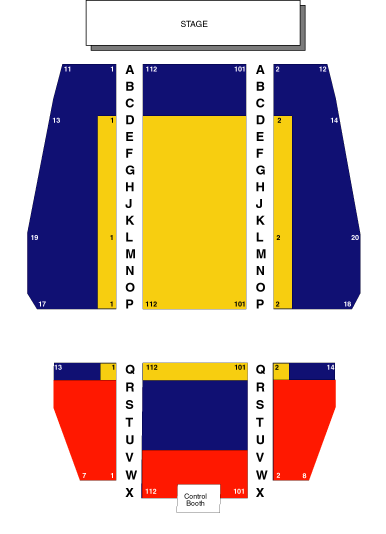 STAGE
11 1 A 112 101 A 2 12
B B
C C
13 1 D D 2 14
E E
F F
G G
H H
J J
K K
19 1 L L 2 20
M M
N N
O O
17 1 P 112 101 P 2 18
13 1 Q 112 101 Q 2 14
R R
S S
T T
U U
V V
7 1 W W 2 8
X 112 101 X
Control
Booth